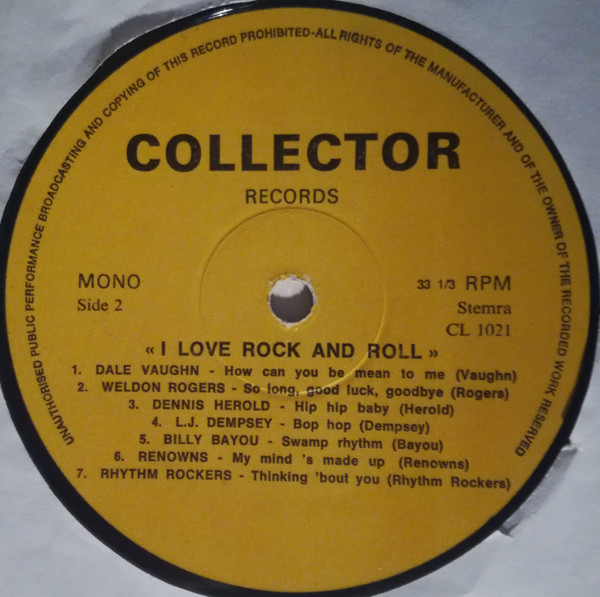 UNAUTHORISED PUBLIC PERFORMANCE BROADCASTING AND COPYING OF THIS RECORD PROHIBITED-ALL RIGHTS OF THE MANUFACTURER AND OF THE OWNER OF THE RECORDED WORK RESERVED
COLLECTOR
RECORDS
MONO 33 1/3 RPM
Side 2 Stemra
CL 1021
« I LOVE ROCK AND ROLL »
1. DALE VAUGHN - How can you be mean to me (Vaughn)
2. WELDON ROGERS - So long, good luck, goodbye (Rogers)
3. DENNIS HEROLD - Hip hip baby (Herold)
4. L.J. DEMPSEY - Bop hop (Dempsey)
5. BILLY BAYOU - Swamp rhythm (Bayou)
6. RENOWNS - My mind 's made up (Renowns)
7. RHYTHM ROCKERS - Thinking 'bout you (Rhythm Rockers)